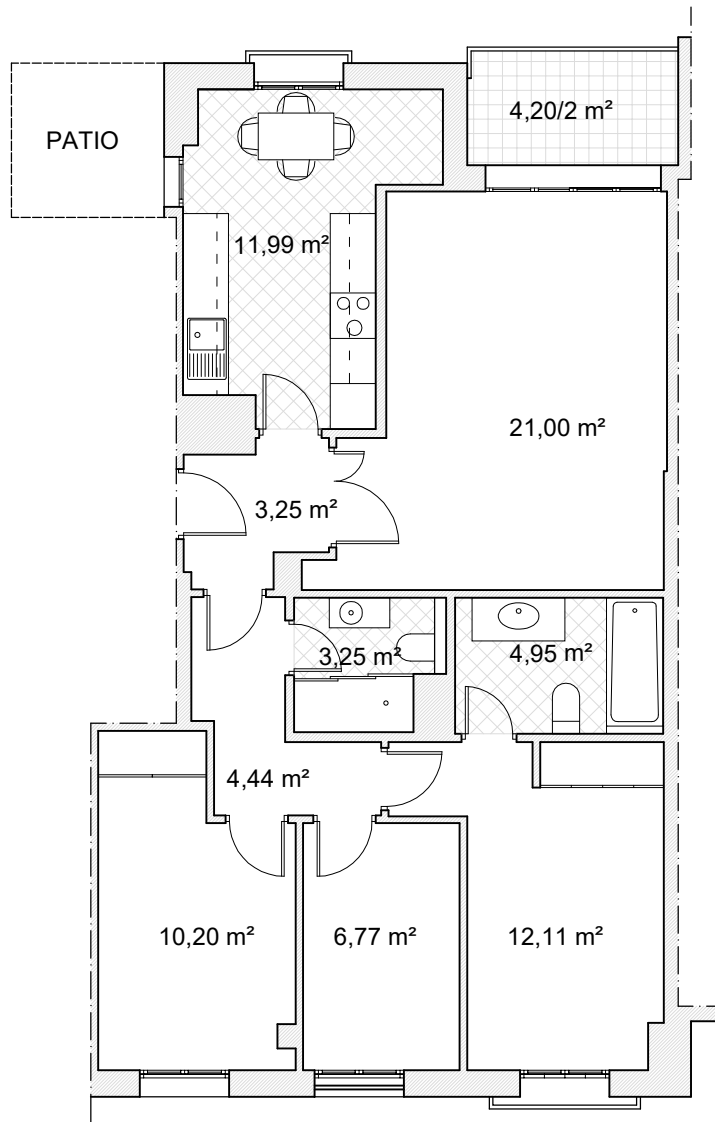 4,20/2 m²
PATIO
11,99 m²
21,00 m²
3,25 m²
3,25 m²
4,95 m²
4,44 m²
10,20 m²
6,77 m²
12,11 m²